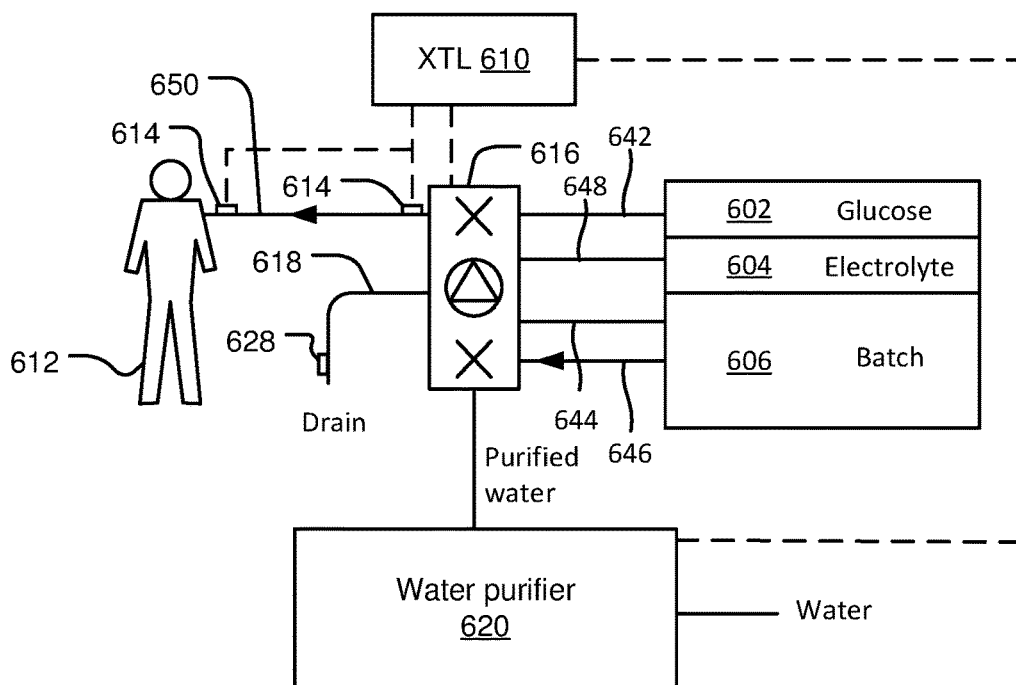 XTL 610
650
614
616
642
614
648
602 Glucose
618
604 Electrolyte
628
606 Batch
612
Drain
644
646
Purified
water
Water purifier
620
Water